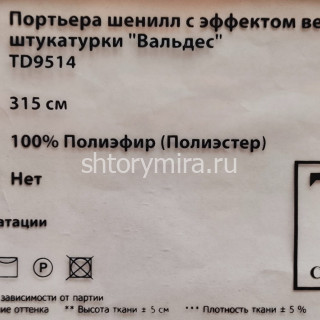 Портьера шенилл с эффектом ве
штукатурки "Вальдес"
TD9514
315 см
100% Полиэфир (Полиэстер)
shtorymira.ru
Нет
атации
P
зависимости от партии
ие оттенка ** Высота ткани ± 5 см *** Плотность ткани ± 5 %